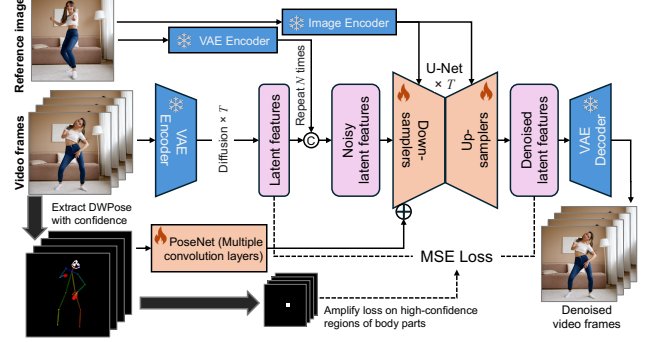 Reference image
Image Encoder
VAE Encoder
Repeat N times
U-Net
× T
Video frames
VAE
Encoder
Diffusion × T
Latent features
C
Noisy
latent features
Down-
samplers
Up-
samplers
Denoised
latent features
VAE
Decoder
Extract DWPose
with confidence
PoseNet (Multiple
convolution layers)
MSE Loss
Amplify loss on high-confidence
regions of body parts
Denoised
video frames